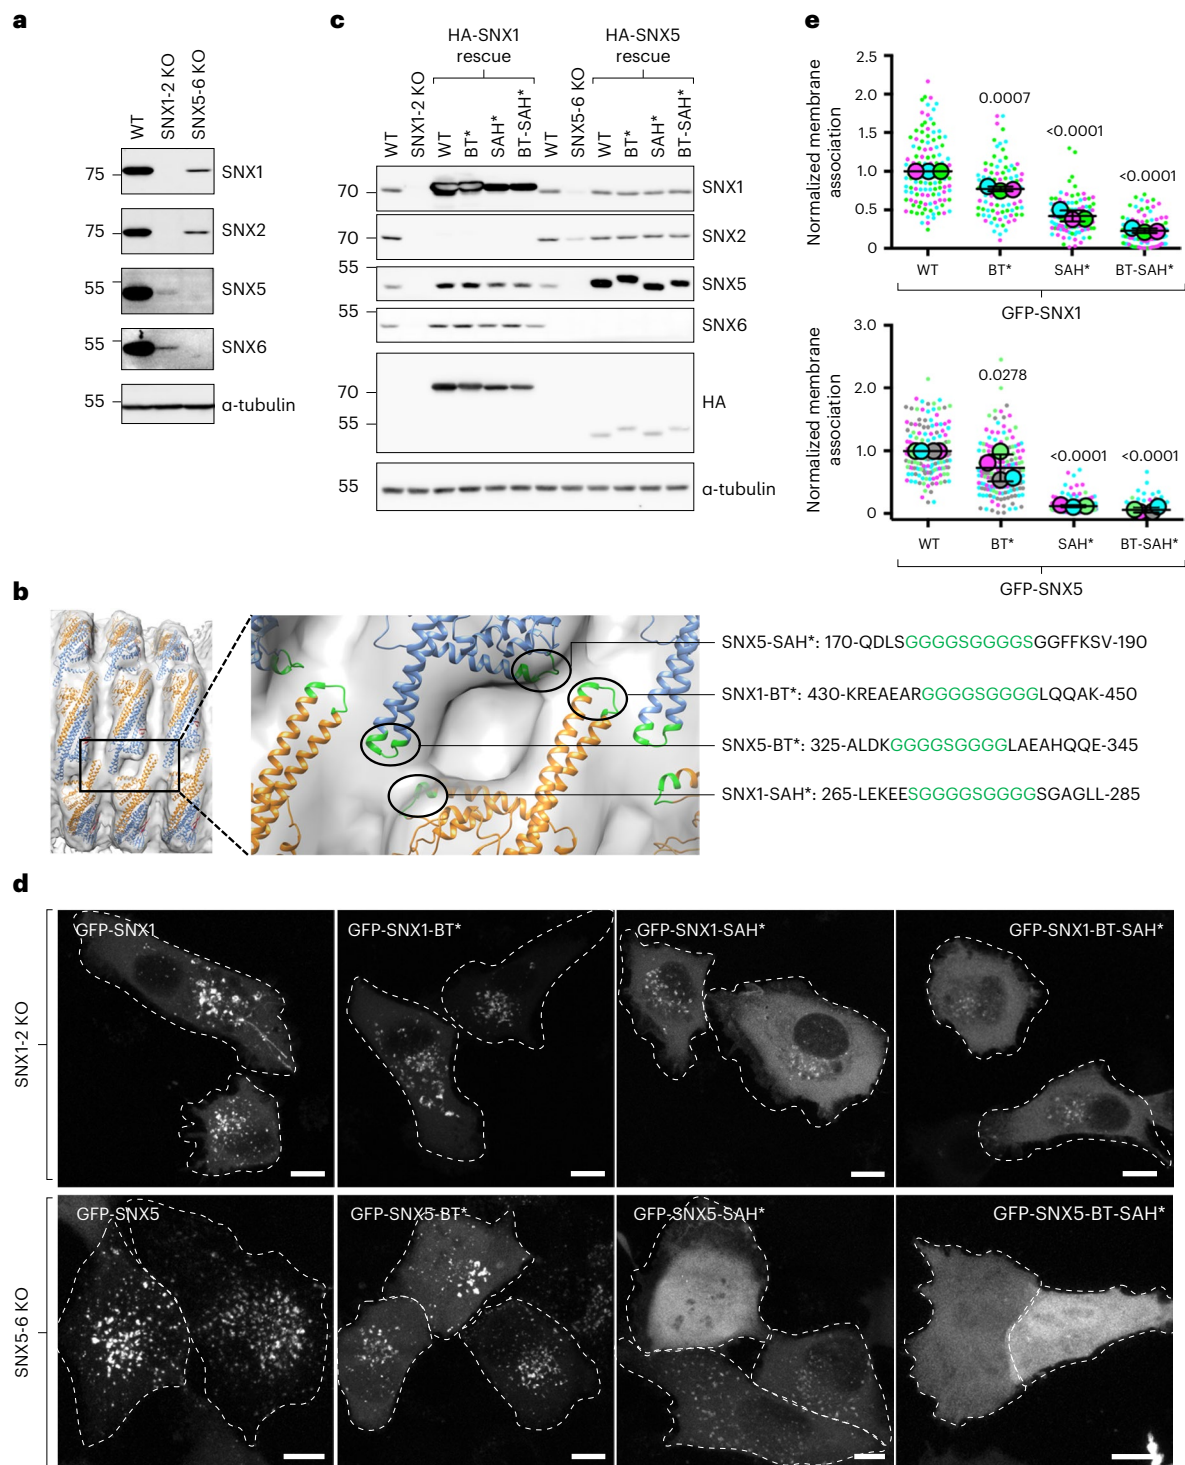 a
WT
SNX1-2 KO
SNX5-6 KO
75
SNX1
75
SNX2
55
SNX5
55
SNX6
55
α-tubulin
c
HA-SNX1
rescue
HA-SNX5
rescue
WT
SNX1-2 KO
WT
BT*
SAH*
BT-SAH*
WT
SNX5-6 KO
WT
BT*
SAH*
BT-SAH*
70
SNX1
70
SNX2
55
SNX5
55
SNX6
70
55
HA
55
α-tubulin
e
Normalized membrane
association
2.5
2.0
1.5
1.0
0.5
0
0.0007
<0.0001
<0.0001
WT
BT*
SAH*
BT-SAH*
GFP-SNX1
Normalized membrane
association
3.0
2.0
1.0
0
0.0278
<0.0001
<0.0001
WT
BT*
SAH*
BT-SAH*
GFP-SNX5
b
SNX5-SAH*: 170-QDLSGGGGSGGGGSGGFFKSV-190
SNX1-BT*: 430-KREAEARGGGGSGGGGLQQAK-450
SNX5-BT*: 325-ALDKGGGGSGGGGLAEAHQQE-345
SNX1-SAH*: 265-LEKEESGGGGSGGGGSGAGLL-285
d
SNX1-2 KO
GFP-SNX1
GFP-SNX1-BT*
GFP-SNX1-SAH*
GFP-SNX1-BT-SAH*
SNX5-6 KO
GFP-SNX5
GFP-SNX5-BT*
GFP-SNX5-SAH*
GFP-SNX5-BT-SAH*